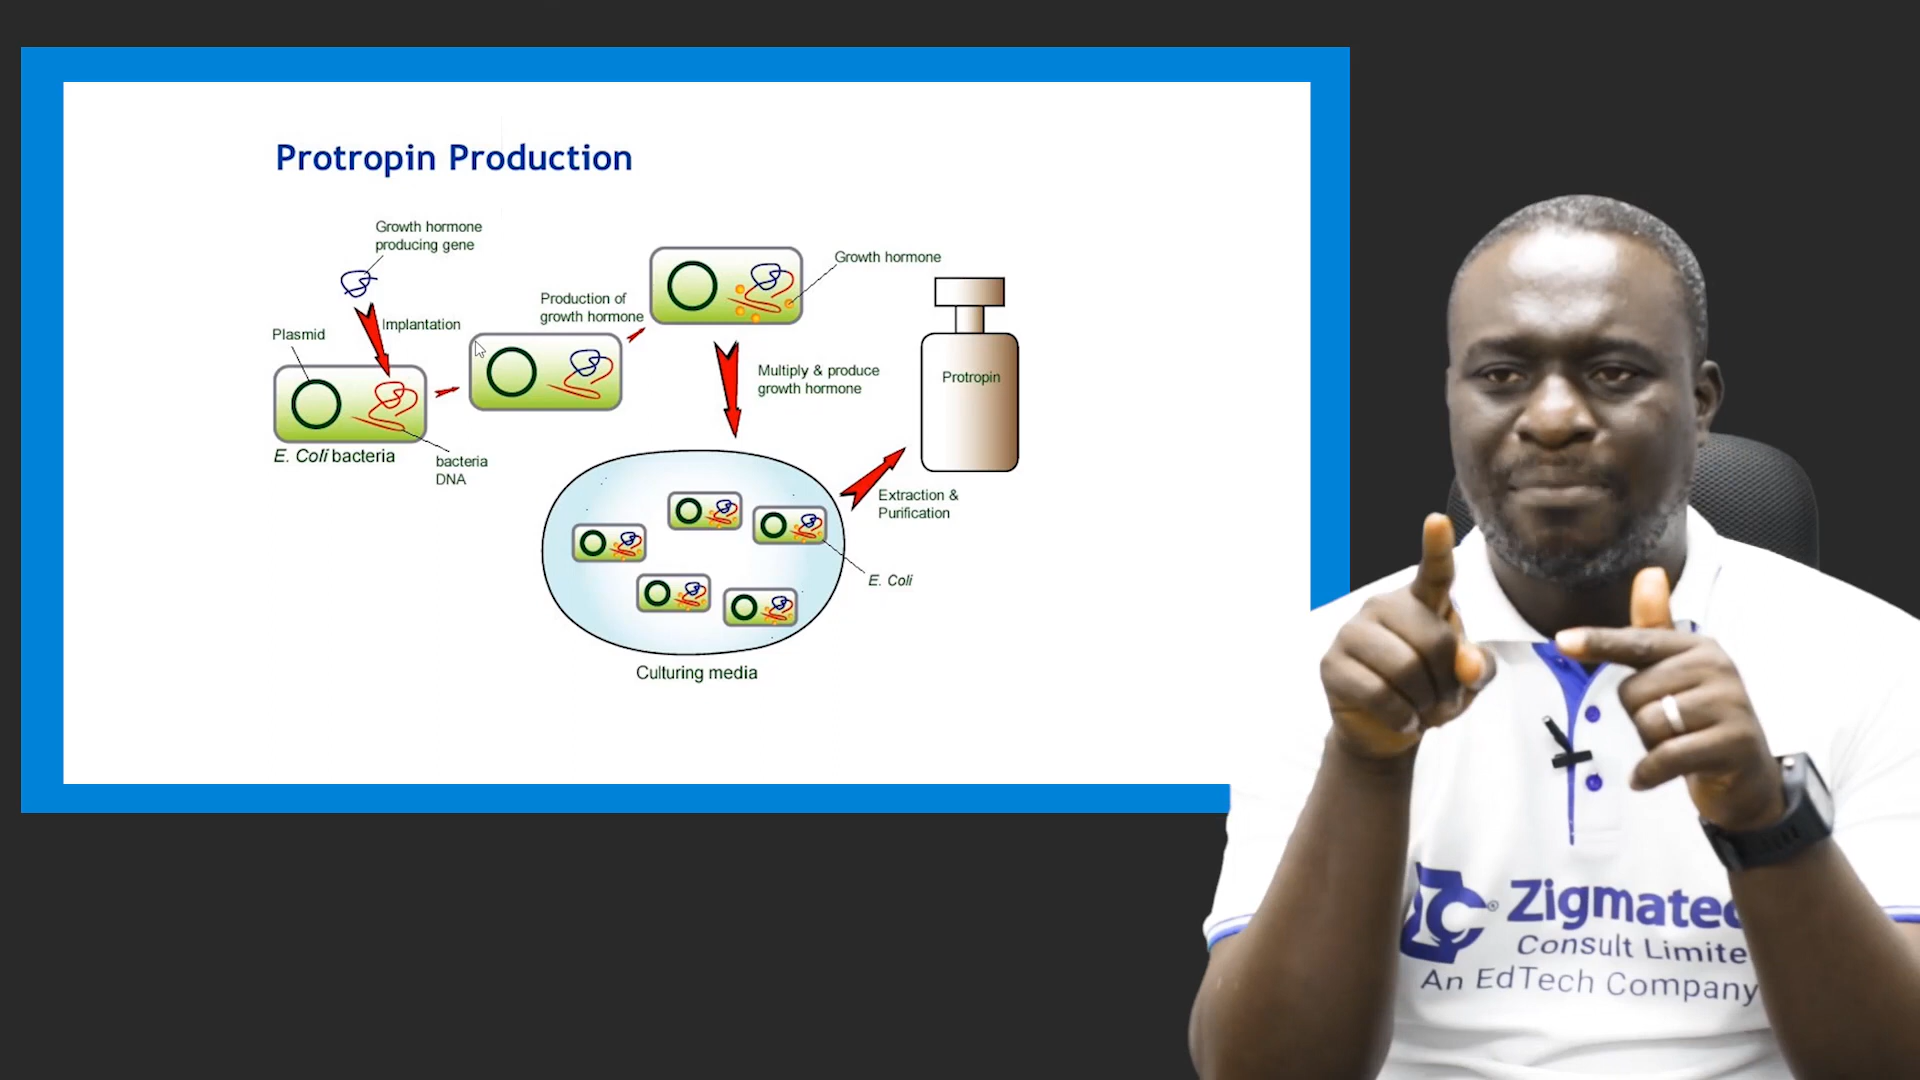 Protropin Production
Growth hormone
producing gene
Implantation
Plasmid
E. Coli bacteria
bacteria
DNA
Production of
growth hormone
Growth hormone
Multiply & produce
growth hormone
Protropin
Extraction &
Purification
E. Coli
Culturing media
ZC® Zigmatec
Consult Limite
An EdTech Company